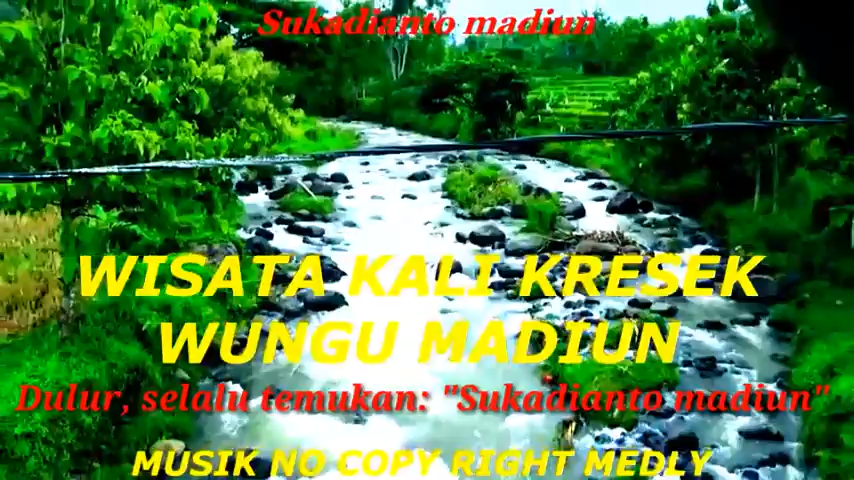 Sukadianto madiun
WISATA KALI KRESEK
WUNGU MADIUN
Dulur, selalu temukan: "Sukadianto madiun"
MUSIK NO COPY RIGHT MEDLY